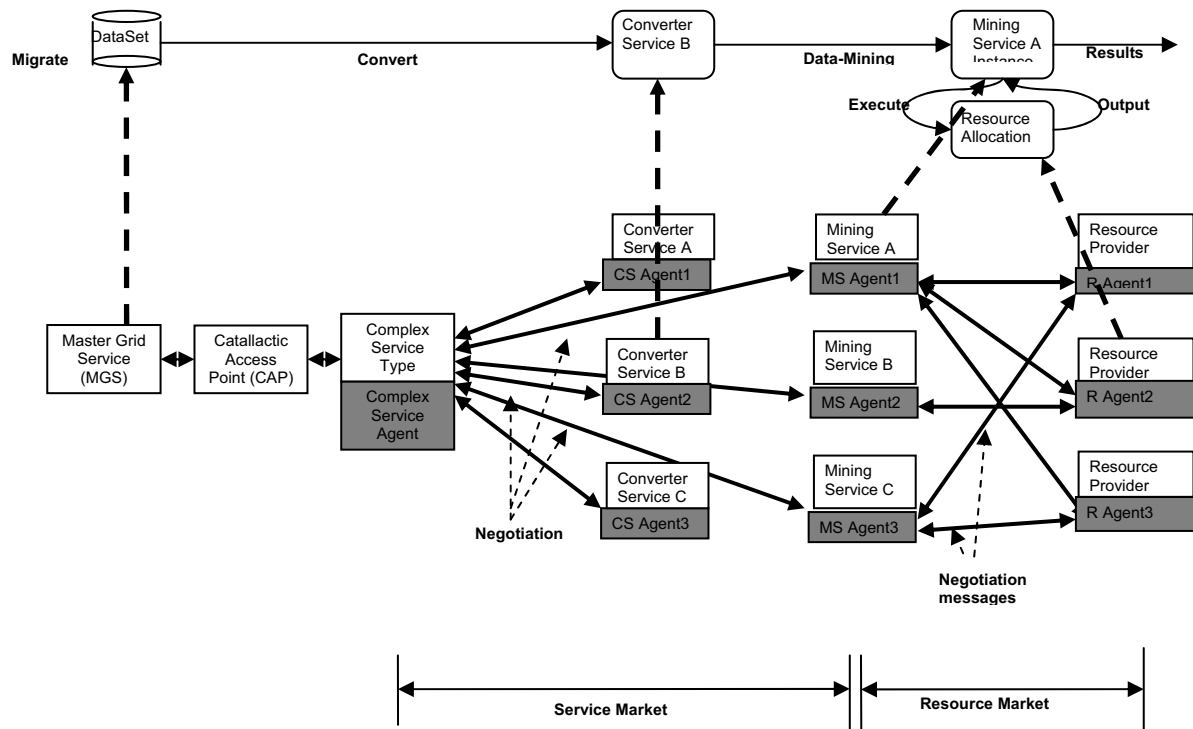 DataSet
Migrate
Convert
Converter
Service B
Data-Mining
Mining
Service A
Instance
Results
Execute
Output
Resource
Allocation
Converter
Service A
CS Agent1
Mining
Service A
MS Agent1
Resource
Provider
R Agent1
Master Grid
Service
(MGS)
Catallactic
Access
Point (CAP)
Complex
Service
Type
Complex
Service
Agent
Converter
Service B
CS Agent2
Mining
Service B
MS Agent2
Resource
Provider
R Agent2
Converter
Service C
CS Agent3
Mining
Service C
MS Agent3
Resource
Provider
R Agent3
Negotiation
Negotiation
messages
Service Market
Resource Market